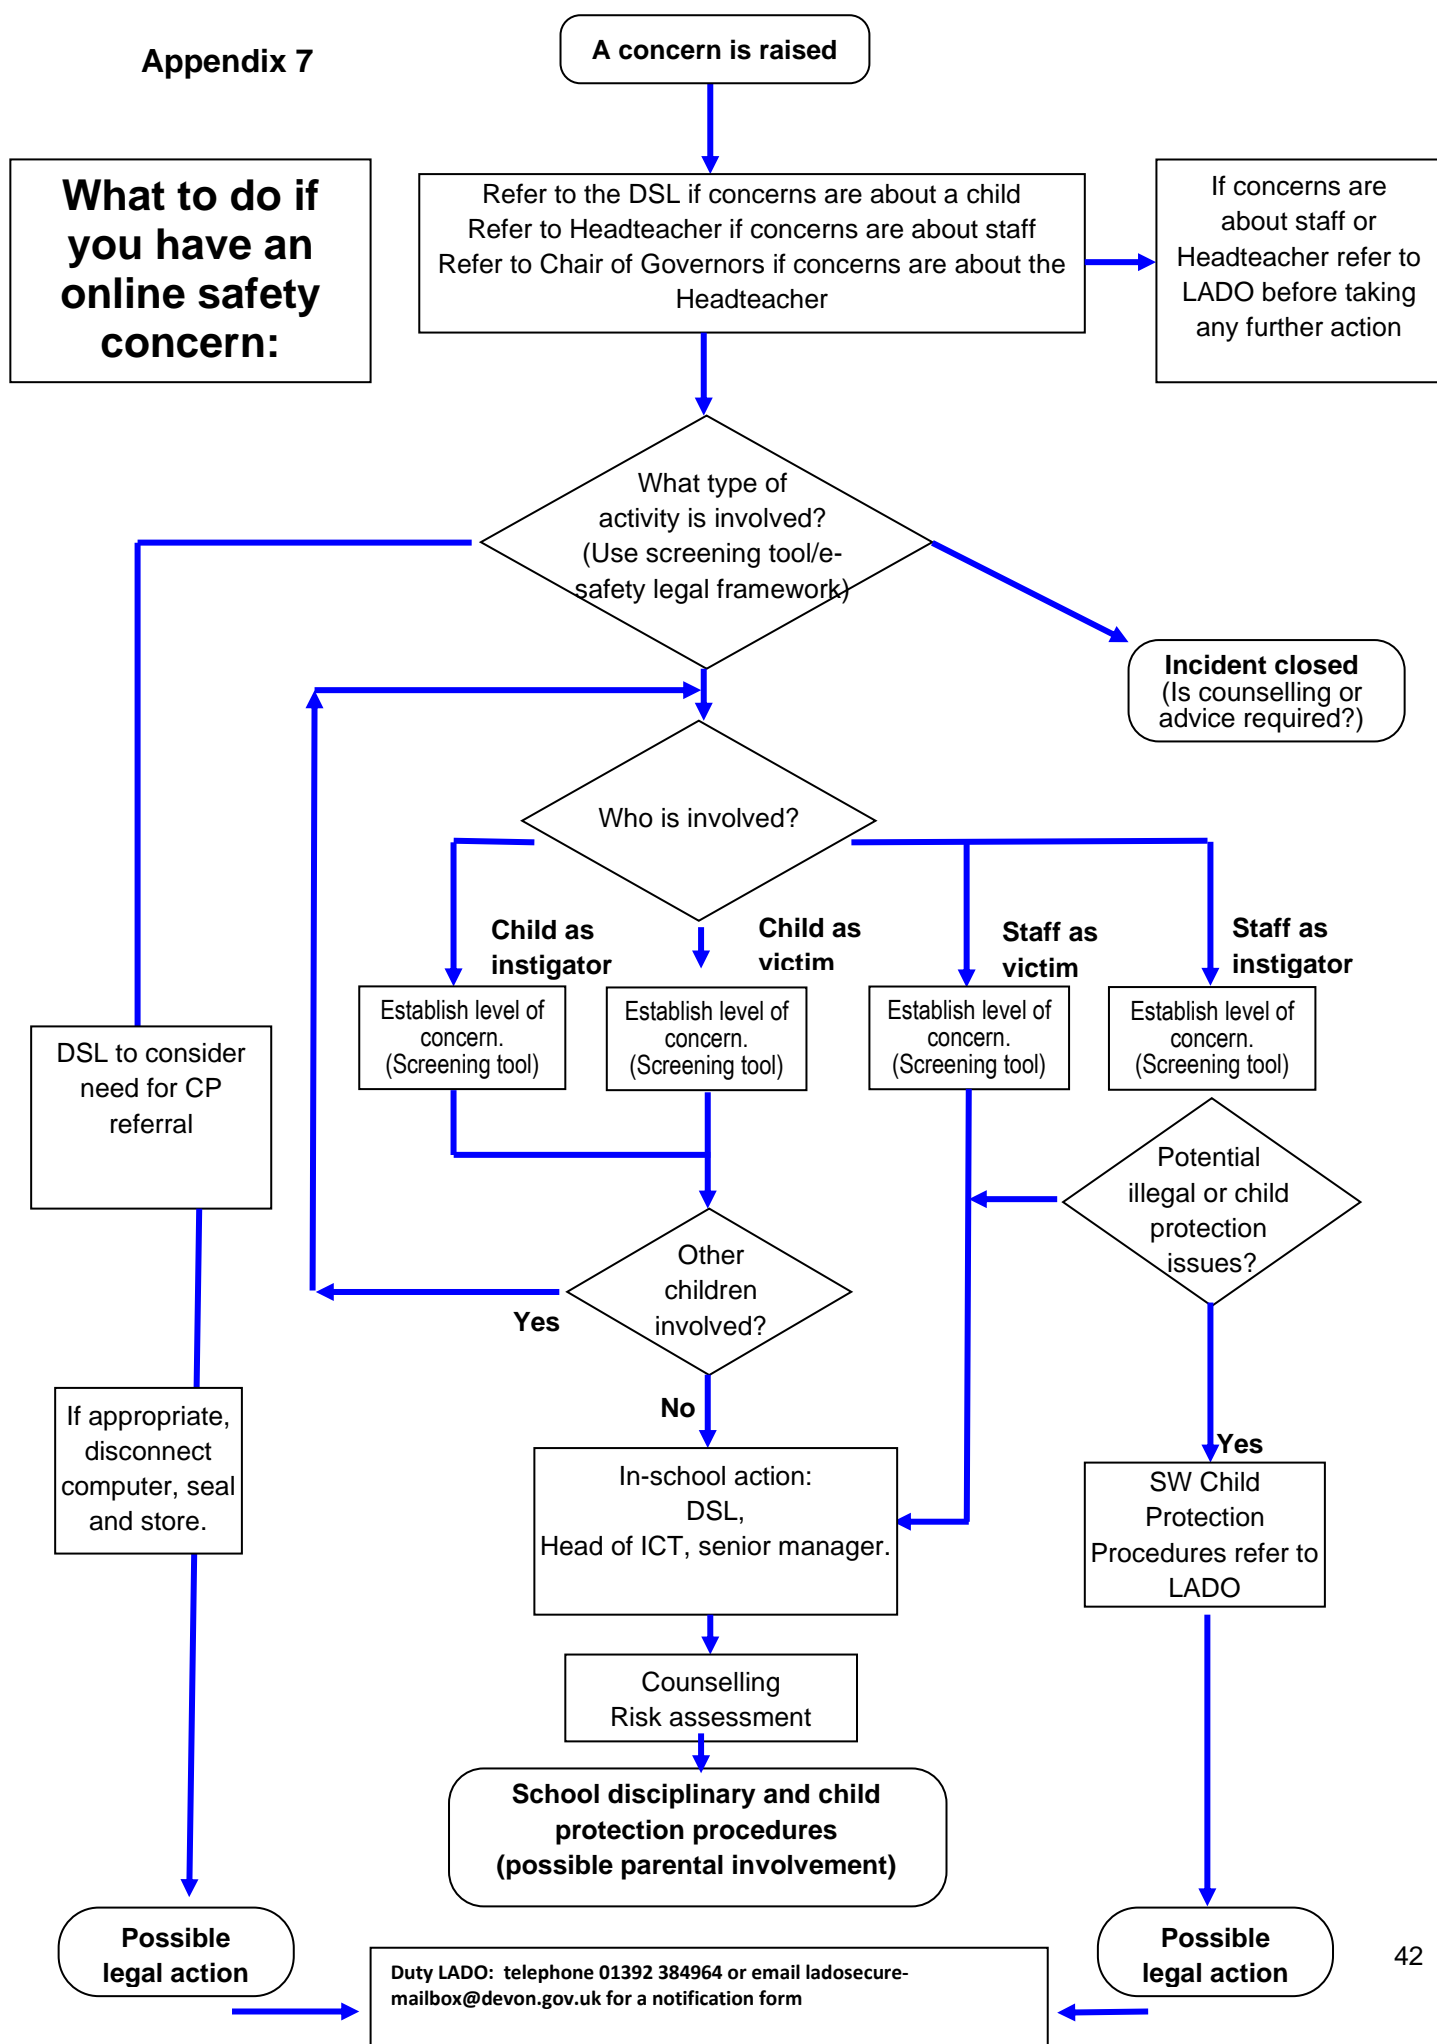 Appendix 7
A concern is raised
What to do if
you have an
online safety
concern:
Refer to the DSL if concerns are about a child
Refer to Headteacher if concerns are about staff
Refer to Chair of Governors if concerns are about the
Headteacher
If concerns are
about staff or
Headteacher refer to
LADO before taking
any further action
What type of
activity is involved?
(Use screening tool/e-
safety legal framework)
Incident closed
(Is counselling or
advice required?)
Who is involved?
Child as
instigator
Child as
victim
Staff as
victim
Staff as
instigator
Establish level of
concern.
(Screening tool)
Establish level of
concern.
(Screening tool)
Establish level of
concern.
(Screening tool)
Establish level of
concern.
(Screening tool)
DSL to consider
need for CP
referral
Potential
illegal or child
protection
issues?
Other
children
involved?
Yes
No
Yes
If appropriate,
disconnect
computer, seal
and store.
In-school action:
DSL,
Head of ICT, senior manager.
SW Child
Protection
Procedures refer to
LADO
Counselling
Risk assessment
School disciplinary and child
protection procedures
(possible parental involvement)
Possible
legal action
Possible
legal action
Duty LADO: telephone 01392 384964 or email ladosecure-
mailbox@devon.gov.uk for a notification form
42